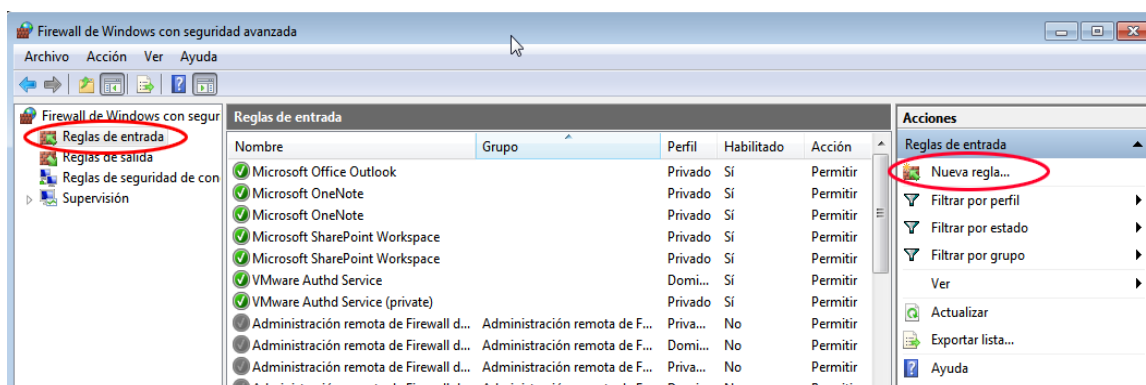 Firewall de Windows con seguridad avanzada
Archivo Acción Ver Ayuda
Firewall de Windows con segur
Reglas de entrada
Reglas de salida
Reglas de seguridad de con
Supervisión
Reglas de entrada
Nombre Grupo Perfil Habilitado Acción
Microsoft Office Outlook Privado Sí Permitir
Microsoft OneNote Privado Sí Permitir
Microsoft OneNote Privado Sí Permitir
Microsoft SharePoint Workspace Privado Sí Permitir
Microsoft SharePoint Workspace Privado Sí Permitir
VMware Authd Service Domi... Sí Permitir
VMware Authd Service (private) Privado Sí Permitir
Administración remota de Firewall d... Administración remota de F... Priva... No Permitir
Administración remota de Firewall d... Administración remota de F... Domi... No Permitir
Administración remota de Firewall d... Administración remota de F... Priva... No Permitir
Acciones
Reglas de entrada
Nueva regla...
Filtrar por perfil
Filtrar por estado
Filtrar por grupo
Ver
Actualizar
Exportar lista...
Ayuda